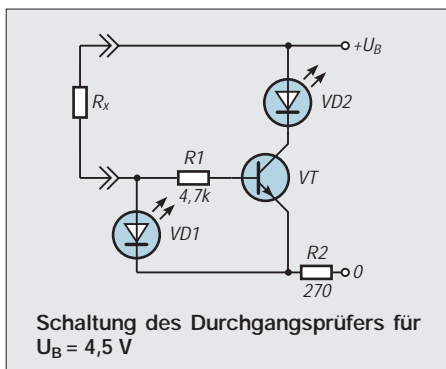 +U_B
R_x
VD2
R1
VT
4,7k
VD1
R2
0
270
Schaltung des Durchgangsprüfers für
U_B = 4,5 V